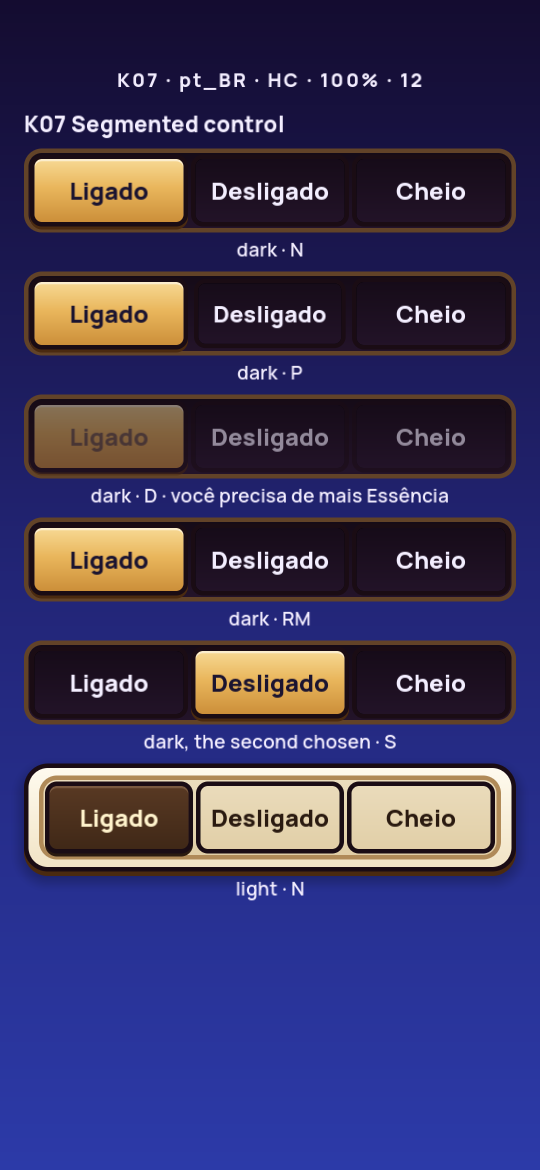 K07 · pt_BR · HC · 100% · 12
K07 Segmented control
Ligado Desligado Cheio
dark · N
Ligado Desligado Cheio
dark · P
Ligado Desligado Cheio
dark · D · você precisa de mais Essência
Ligado Desligado Cheio
dark · RM
Ligado Desligado Cheio
dark, the second chosen · S
Ligado Desligado Cheio
light · N